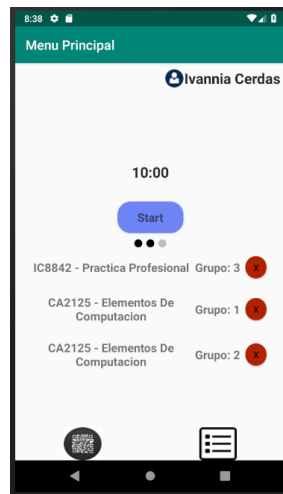 8:38
Menu Principal
Ivannia Cerdas
10:00
Start
IC8842 - Practica Profesional Grupo: 3 X
CA2125 - Elementos De
Computacion
Grupo: 1 X
CA2125 - Elementos De
Computacion
Grupo: 2 X